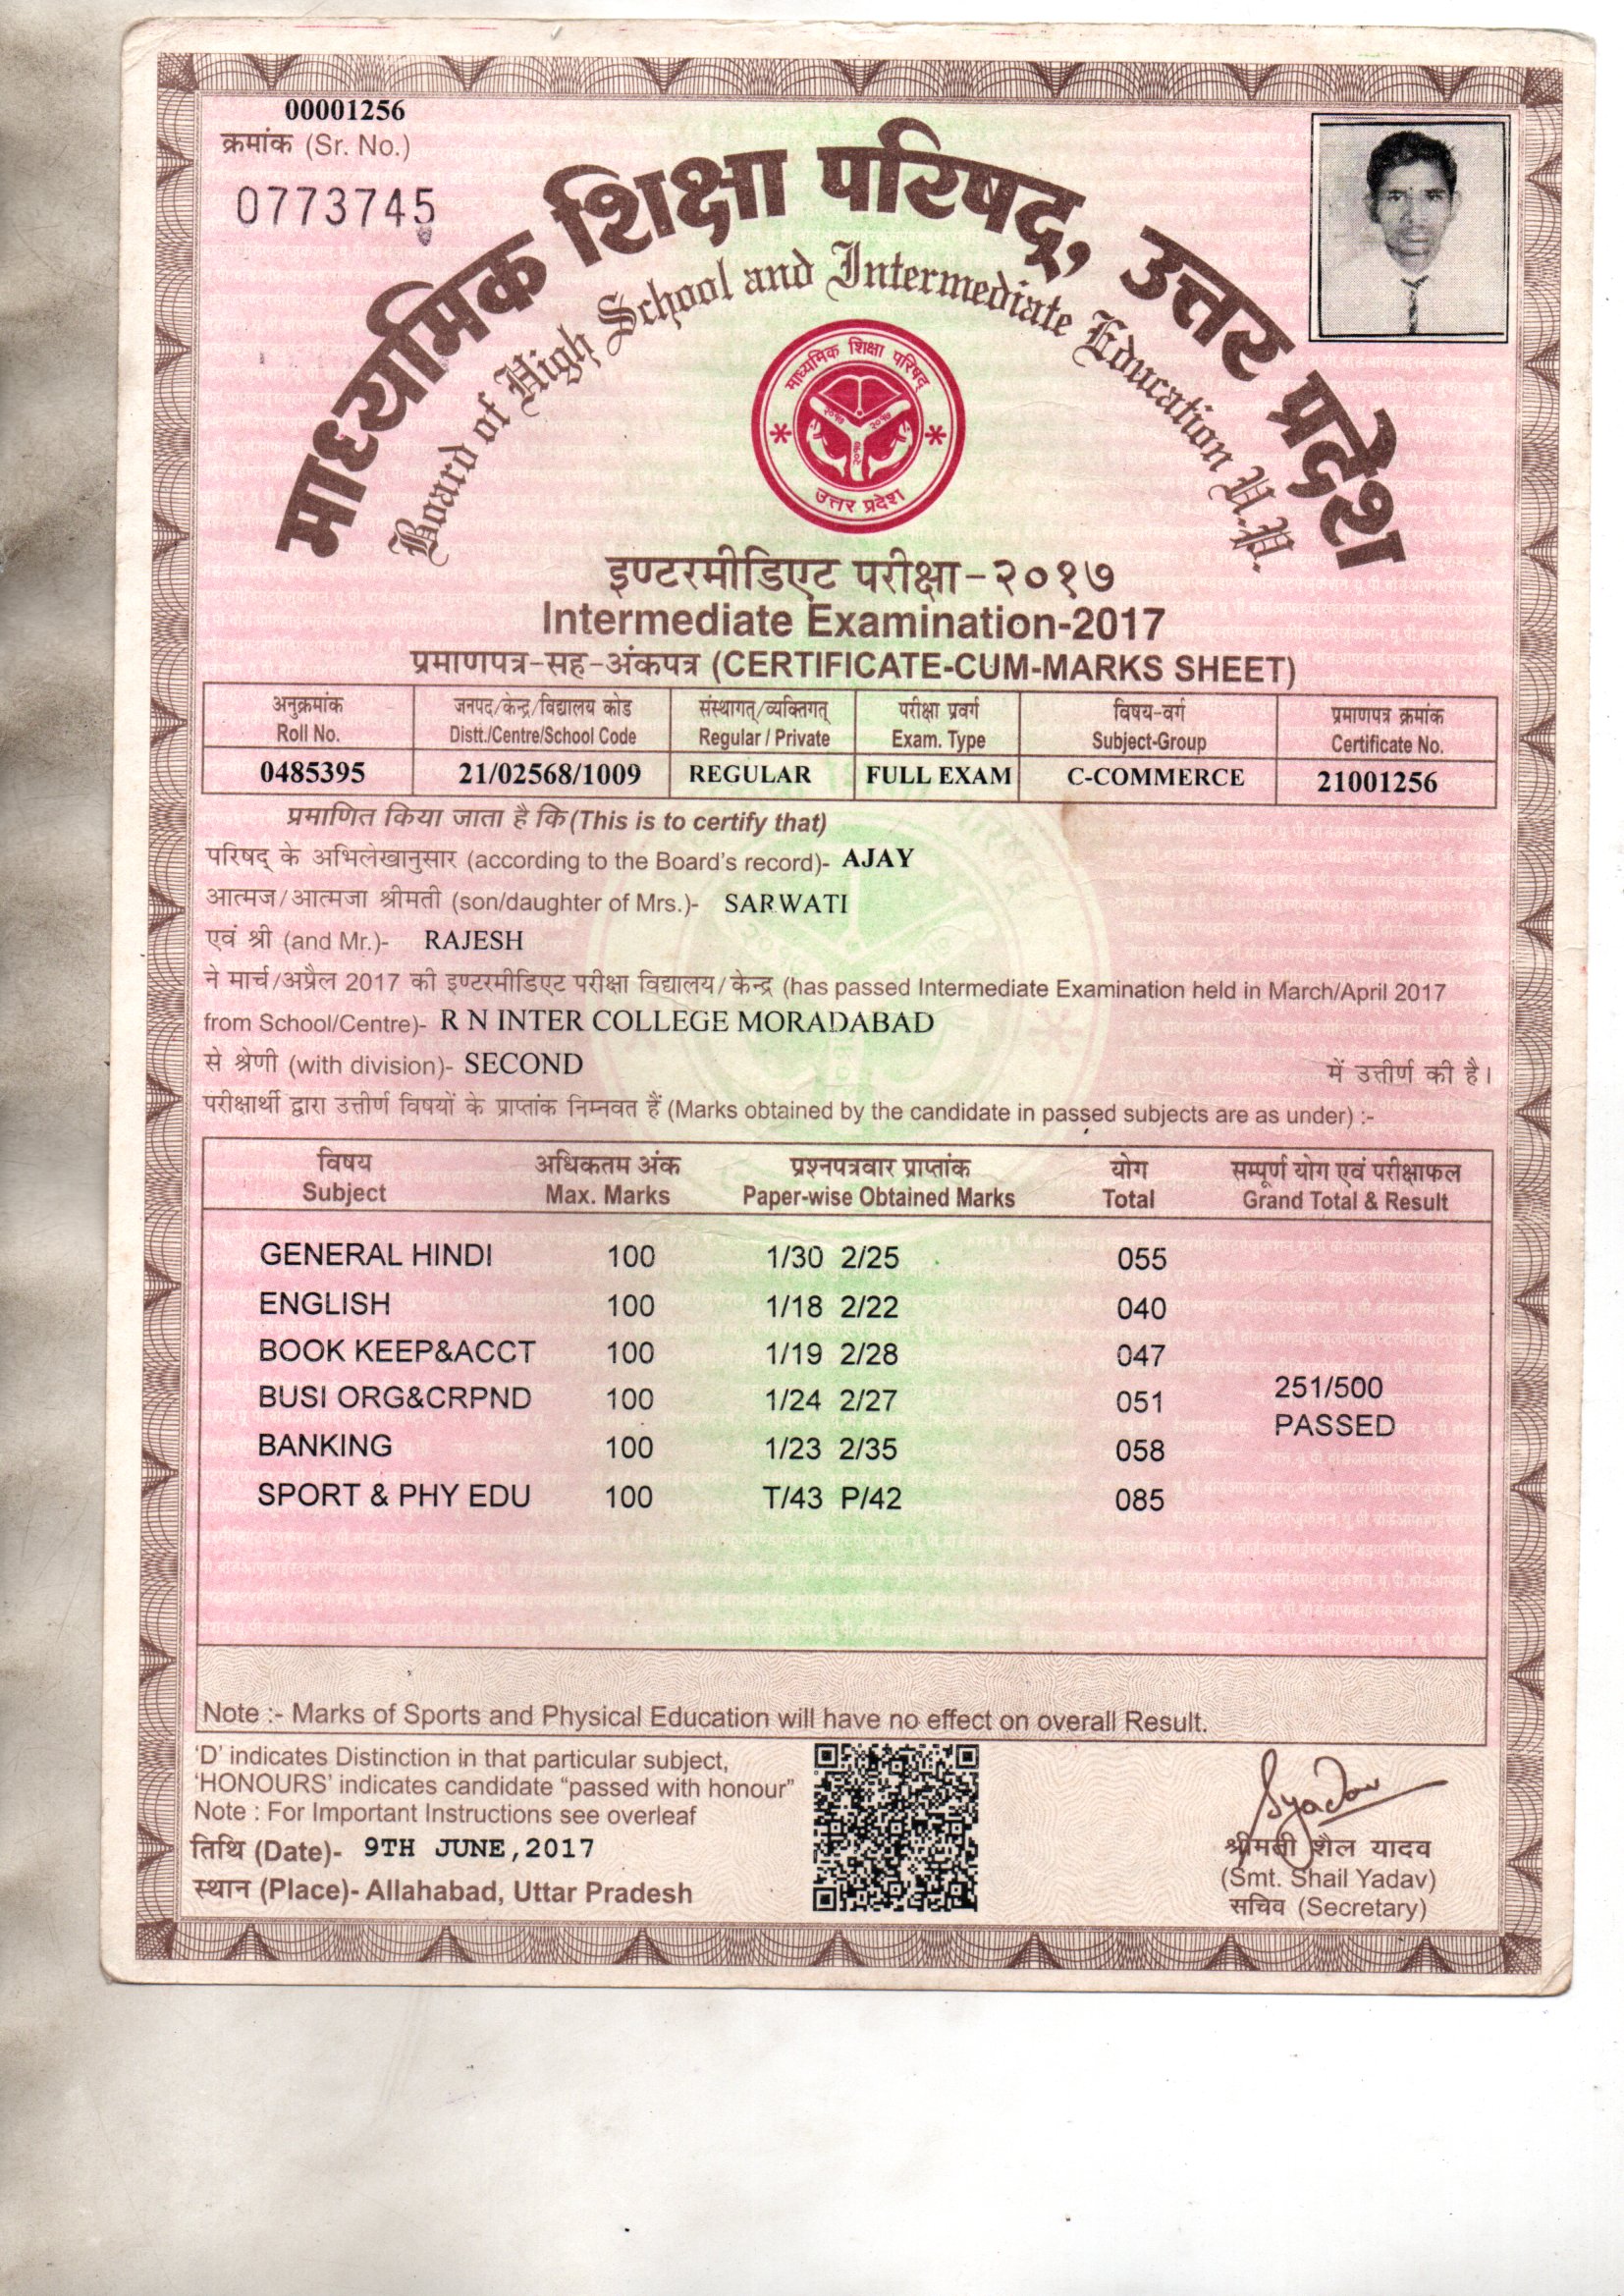 00001256
क्रमांक (Sr. No.)
0773745
माध्यमिक शिक्षा परिषद्, उत्तर प्रदेश
Board of High School and Intermediate Education U.P.
माध्यमिक शिक्षा परिषद्
उत्तर प्रदेश
इण्टरमीडिएट परीक्षा-२०१७
Intermediate Examination-2017
प्रमाणपत्र-सह-अंकपत्र (CERTIFICATE-CUM-MARKS SHEET)
अनुक्रमांक जनपद/केन्द्र/विद्यालय कोड संस्थागत्/व्यक्तिगत् परीक्षा प्रवर्ग विषय-वर्ग प्रमाणपत्र क्रमांक
Roll No. Distt./Centre/School Code Regular / Private Exam. Type Subject-Group Certificate No.
0485395 21/02568/1009 REGULAR FULL EXAM C-COMMERCE 21001256
प्रमाणित किया जाता है कि (This is to certify that)
परिषद् के अभिलेखानुसार (according to the Board's record)- AJAY
आत्मज/आत्मजा श्रीमती (son/daughter of Mrs.)- SARWATI
एवं श्री (and Mr.)- RAJESH
ने मार्च/अप्रैल 2017 की इण्टरमीडिएट परीक्षा विद्यालय/केन्द्र (has passed Intermediate Examination held in March/April 2017
from School/Centre)- R N INTER COLLEGE MORADABAD
से श्रेणी (with division)- SECOND में उत्तीर्ण की है।
परीक्षार्थी द्वारा उत्तीर्ण विषयों के प्राप्तांक निम्नवत हैं (Marks obtained by the candidate in passed subjects are as under) :-
विषय अधिकतम अंक प्रश्नपत्रवार प्राप्तांक योग सम्पूर्ण योग एवं परीक्षाफल
Subject Max. Marks Paper-wise Obtained Marks Total Grand Total & Result
GENERAL HINDI 100 1/30 2/25 055
ENGLISH 100 1/18 2/22 040
BOOK KEEP&ACCT 100 1/19 2/28 047
BUSI ORG&CRPND 100 1/24 2/27 051 251/500
PASSED
BANKING 100 1/23 2/35 058
SPORT & PHY EDU 100 T/43 P/42 085
Note :- Marks of Sports and Physical Education will have no effect on overall Result.
'D' indicates Distinction in that particular subject,
'HONOURS' indicates candidate "passed with honour"
Note : For Important Instructions see overleaf
तिथि (Date)- 9TH JUNE,2017
स्थान (Place)- Allahabad, Uttar Pradesh
Syadav
श्रीमती शैल यादव
(Smt. Shail Yadav)
सचिव (Secretary)